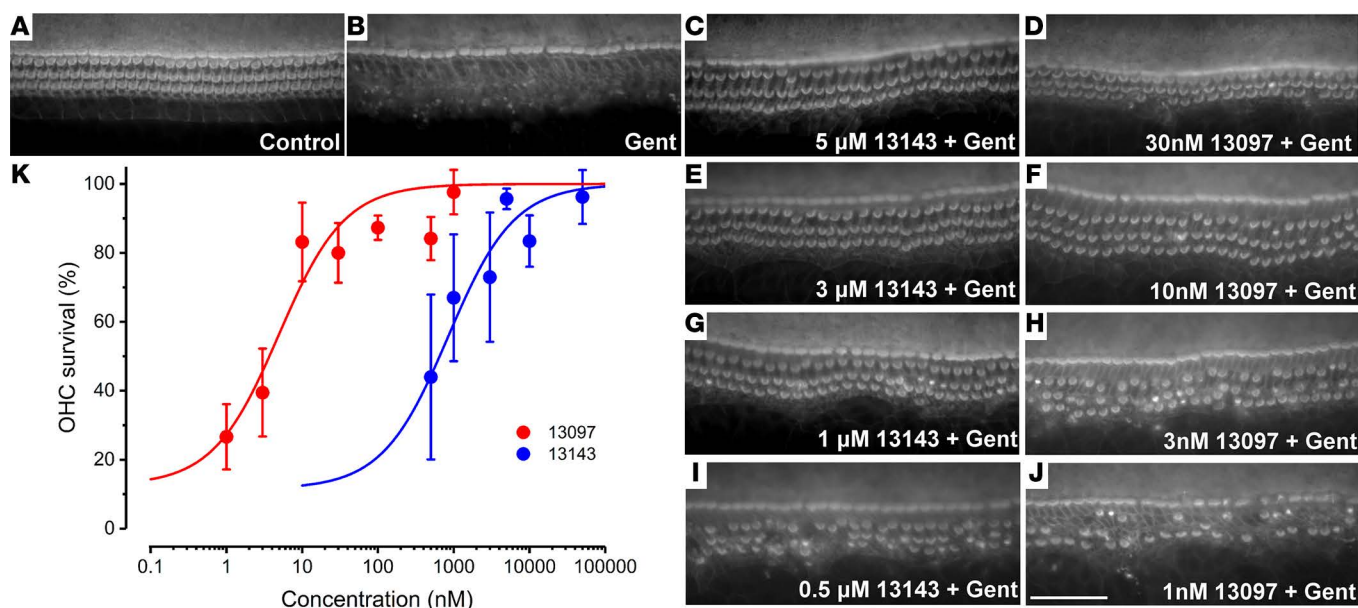 A
Control
B
Gent
C
5 µM 13143 + Gent
D
30nM 13097 + Gent
K
100
80
60
40
20
0
OHC survival (%)
13097
13143
0.1
1
10
100
1000
10000
100000
Concentration (nM)
E
3 µM 13143 + Gent
F
10nM 13097 + Gent
G
1 µM 13143 + Gent
H
3nM 13097 + Gent
I
0.5 µM 13143 + Gent
J
1nM 13097 + Gent